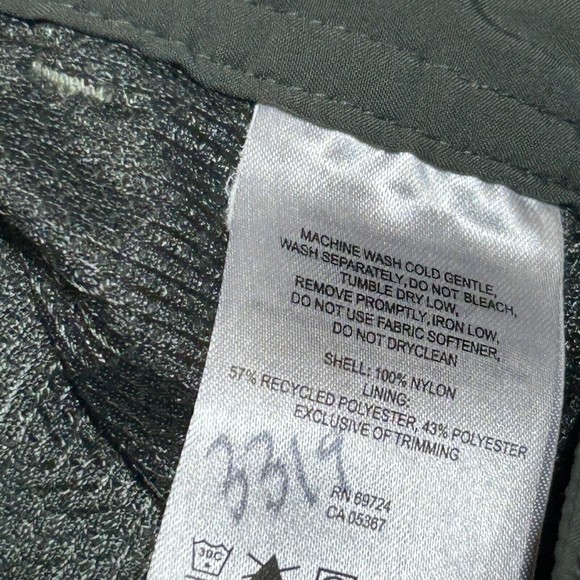 MACHINE WASH COLD GENTLE,
WASH SEPARATELY, DO NOT BLEACH,
TUMBLE DRY LOW,
REMOVE PROMPTLY, IRON LOW,
DO NOT USE FABRIC SOFTENER,
DO NOT DRYCLEAN
SHELL: 100% NYLON
LINING:
57% RECYCLED POLYESTER, 43% POLYESTER
EXCLUSIVE OF TRIMMING
3319
RN 69724
CA 05367
30C